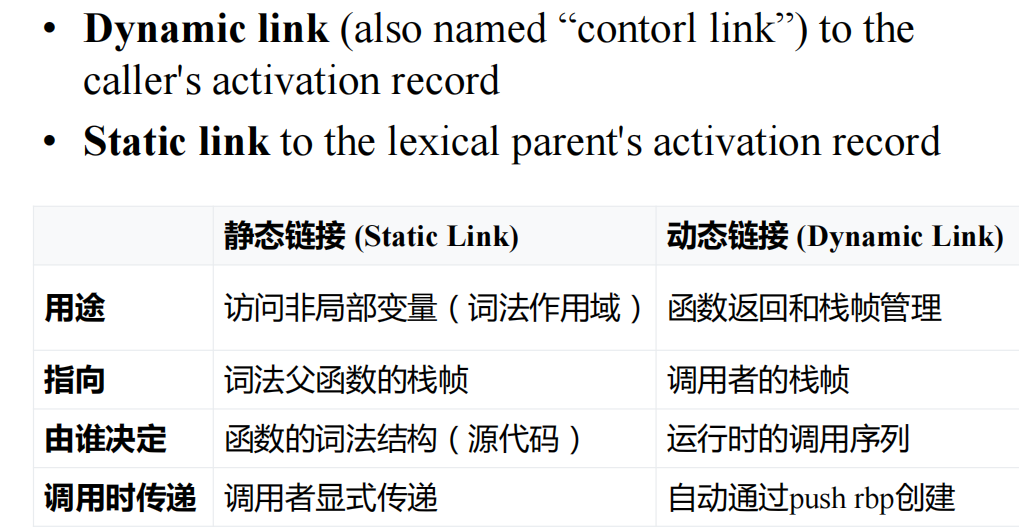 • Dynamic link (also named “contorl link”) to the
caller's activation record
• Static link to the lexical parent's activation record
静态链接 (Static Link) 动态链接 (Dynamic Link)
用途 访问非局部变量（词法作用域） 函数返回和栈帧管理
指向 词法父函数的栈帧 调用者的栈帧
由谁决定 函数的词法结构（源代码） 运行时的调用序列
调用时传递 调用者显式传递 自动通过push rbp创建